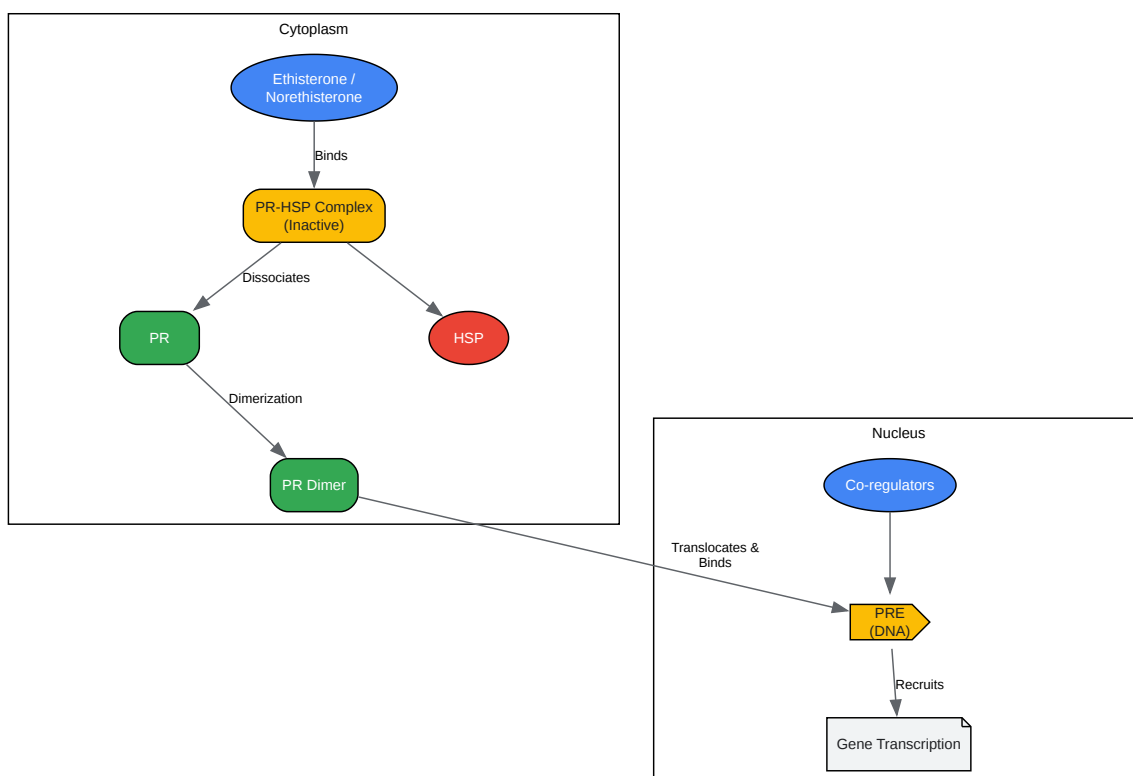 Cytoplasm
Ethisterone /
Norethisterone
Binds
PR-HSP Complex
(Inactive)
Dissociates
PR
HSP
Dimerization
PR Dimer
Nucleus
Co-regulators
Translocates &
Binds
PRE
(DNA)
Recruits
Gene Transcription